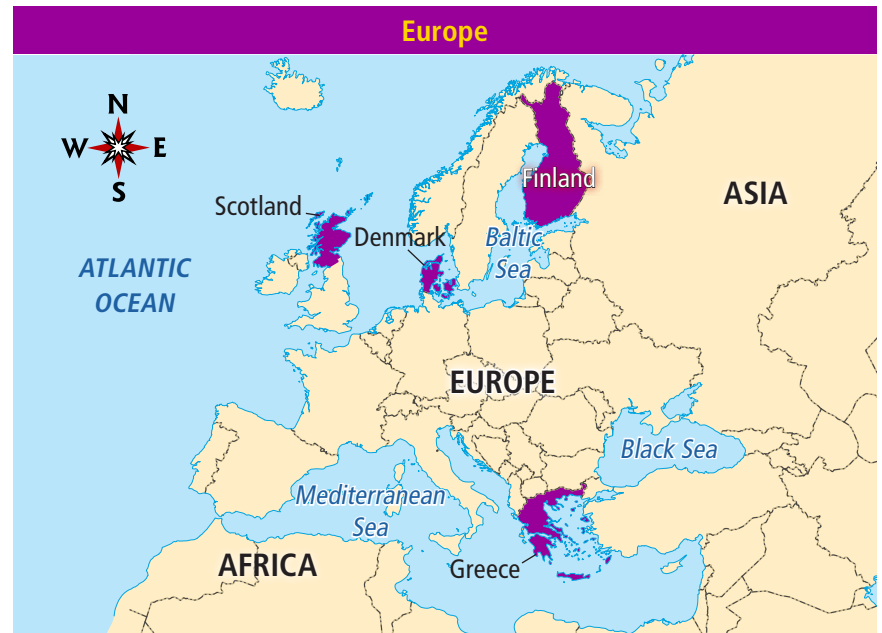 Europe
N
W E
S
Scotland
Denmark
Finland
ASIA
Baltic
Sea
ATLANTIC
OCEAN
EUROPE
Black Sea
Mediterranean
Sea
AFRICA
Greece